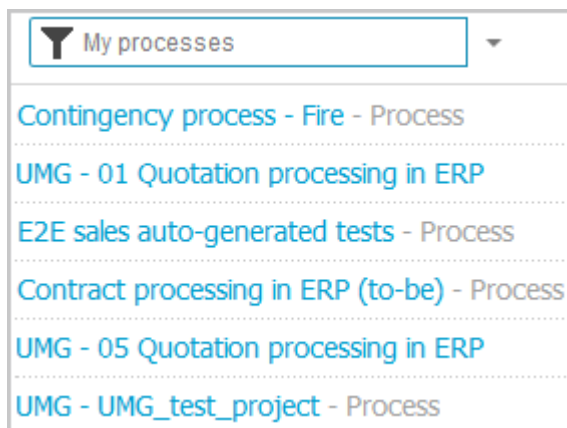 My processes
Contingency process - Fire - Process
UMG - 01 Quotation processing in ERP
E2E sales auto-generated tests - Process
Contract processing in ERP (to-be) - Process
UMG - 05 Quotation processing in ERP
UMG - UMG_test_project - Process